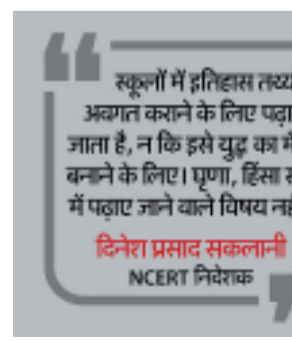 स्कूलों में इतिहास तथ्य
अवगत कराने के लिए पढ़ा
जाता है, न कि इसे युद्ध का मै
बनाने के लिए। घृणा, हिंसा स
में पढ़ाए जाने वाले विषय नह
दिनेश प्रसाद सकलानी
NCERT निदेशक